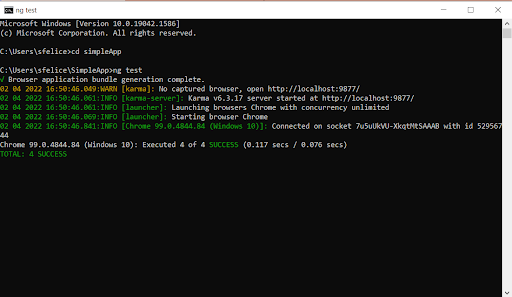 ng test
Microsoft Windows [Version 10.0.19042.1586]
(c) Microsoft Corporation. All rights reserved.
C:\Users\sfelice>cd simpleApp
C:\Users\sfelice\SimpleApp>ng test
√ Browser application bundle generation complete.
02 04 2022 16:50:46.049:WARN [karma]: No captured browser, open http://localhost:9877/
02 04 2022 16:50:46.061:INFO [karma-server]: Karma v6.3.17 server started at http://localhost:9877/
02 04 2022 16:50:46.061:INFO [launcher]: Launching browsers Chrome with concurrency unlimited
02 04 2022 16:50:46.069:INFO [launcher]: Starting browser Chrome
02 04 2022 16:50:46.841:INFO [Chrome 99.0.4844.84 (Windows 10)]: Connected on socket 7u5uUkVU-XkqtMtSAAAB with id 529567
44
Chrome 99.0.4844.84 (Windows 10): Executed 4 of 4 SUCCESS (0.117 secs / 0.076 secs)
TOTAL: 4 SUCCESS